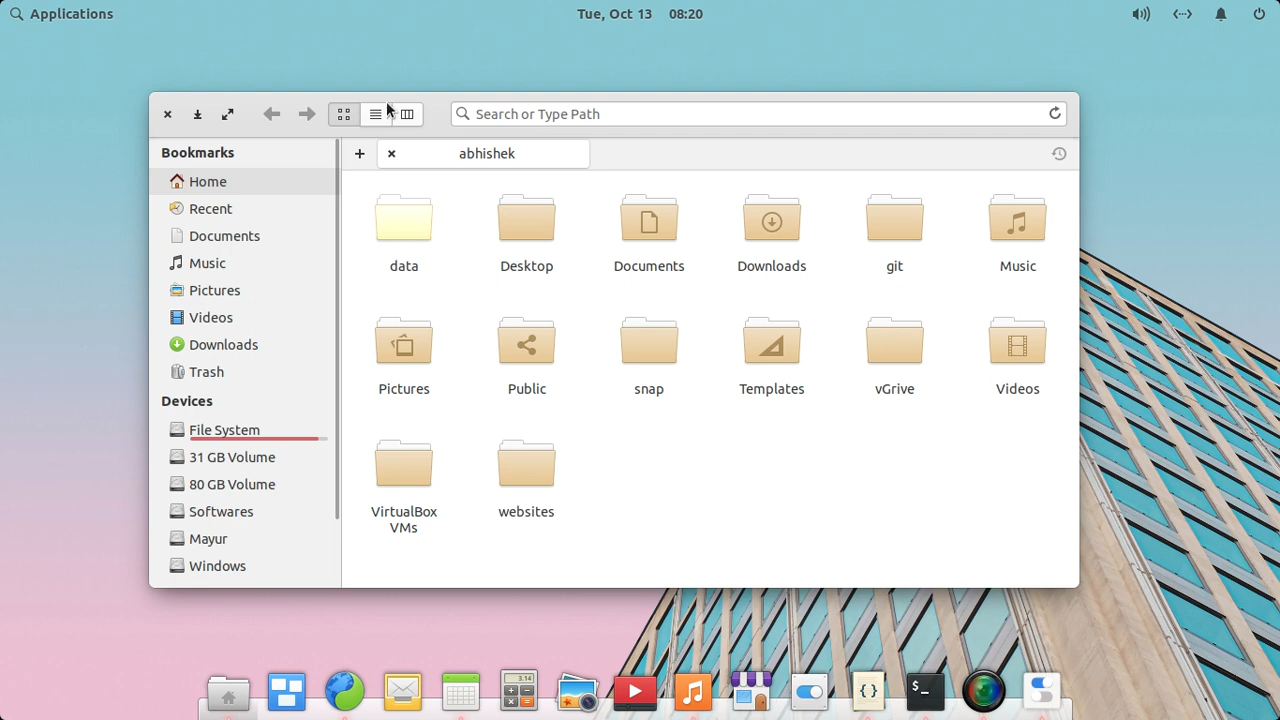 Applications
Tue, Oct 13 08:20
Search or Type Path
Bookmarks
abhishek
Home
Recent
Documents
Music
Pictures
Videos
Downloads
Trash
Devices
File System
31 GB Volume
80 GB Volume
Softwares
Mayur
Windows
data
Desktop
Documents
Downloads
git
Music
Pictures
Public
snap
Templates
vGrive
Videos
VirtualBox
VMs
websites
3.14